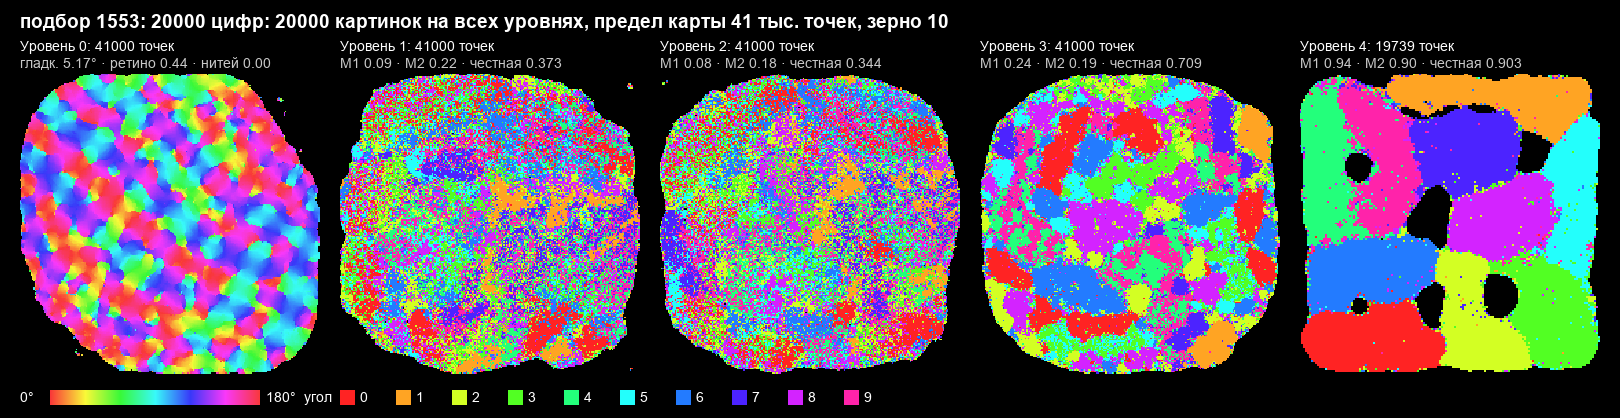 подбор 1553: 20000 цифр: 20000 картинок на всех уровнях, предел карты 41 тыс. точек, зерно 10
Уровень 0: 41000 точек
гладк. 5.17° · ретино 0.44 · нитей 0.00
Уровень 1: 41000 точек
M1 0.09 · M2 0.22 · честная 0.373
Уровень 2: 41000 точек
M1 0.08 · M2 0.18 · честная 0.344
Уровень 3: 41000 точек
M1 0.24 · M2 0.19 · честная 0.709
Уровень 4: 19739 точек
M1 0.94 · M2 0.90 · честная 0.903
0° 180° угол 0 1 2 3 4 5 6 7 8 9